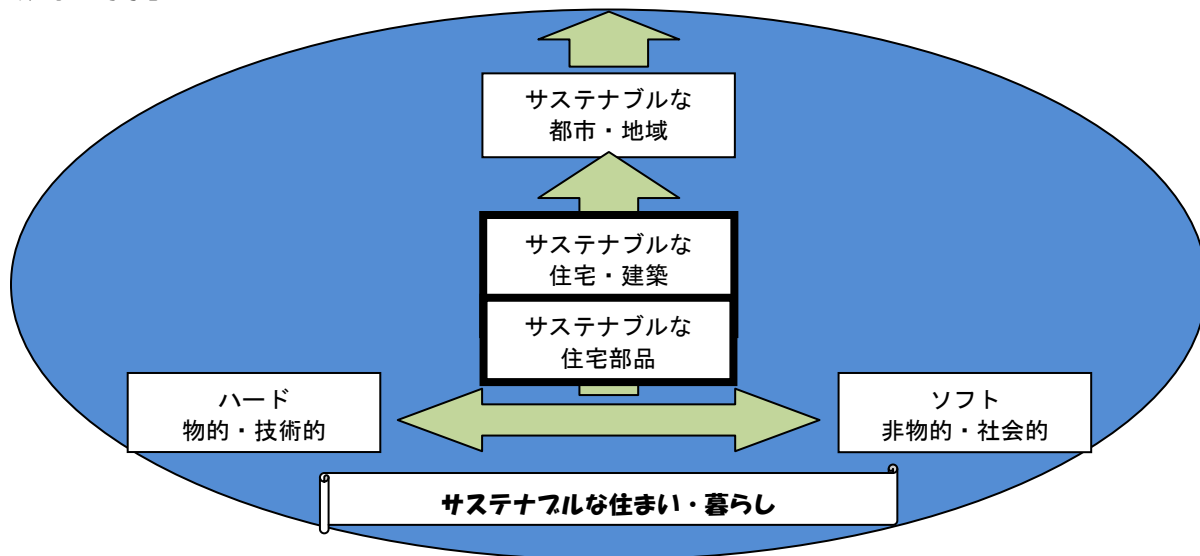 サステナブルな
都市・地域
サステナブルな
住宅・建築
サステナブルな
住宅部品
ハード
物的・技術的
ソフト
非物的・社会的
サステナブルな住まい・暮らし